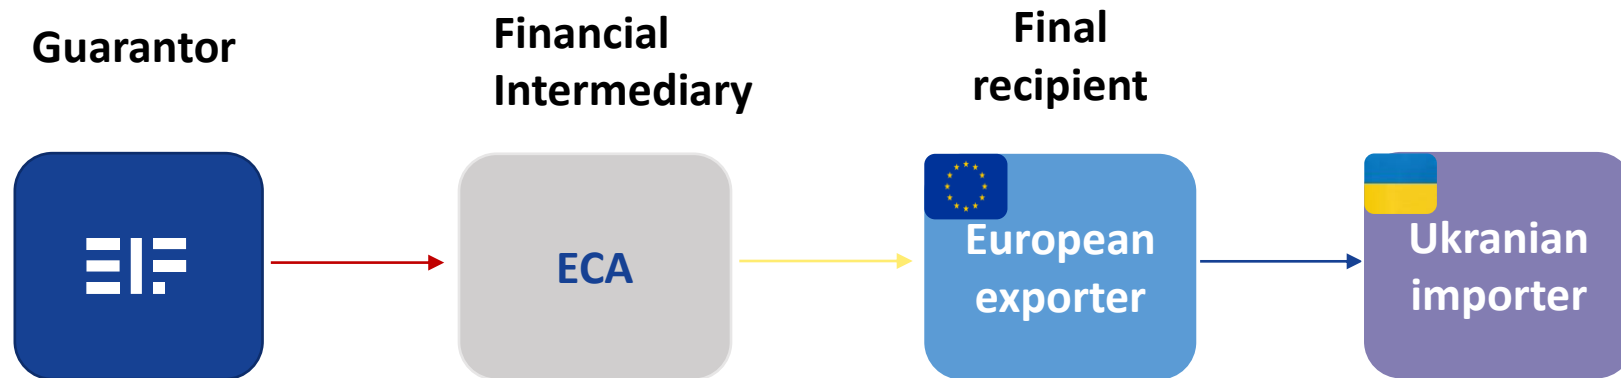 Guarantor
Financial
Intermediary
Final
recipient
EIF
ECA
European
exporter
Ukranian
importer